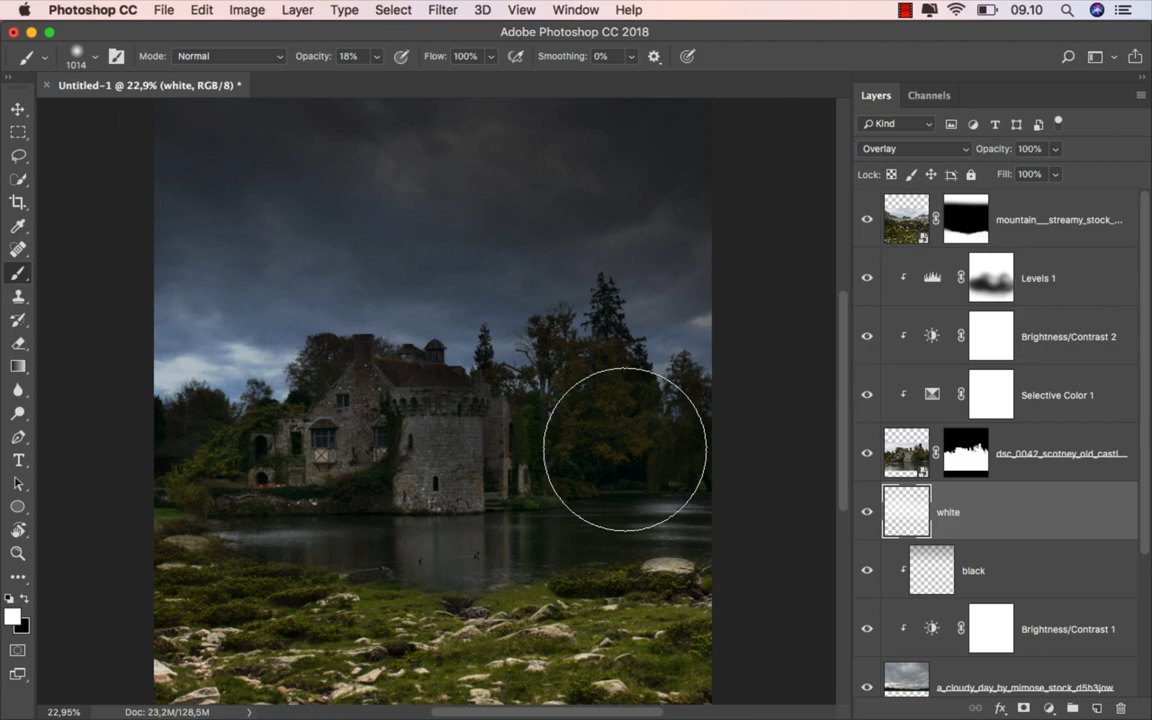 Photoshop CC File Edit Image Layer Type Select Filter 3D View Window Help 09.10
Adobe Photoshop CC 2018
1014 Mode: Normal Opacity: 18% Flow: 100% Smoothing: 0%
× Untitled-1 @ 22,9% (white, RGB/8) *
Layers Channels
Kind
Overlay Opacity: 100%
Lock: Fill: 100%
mountain__streamy_stock_...
Levels 1
Brightness/Contrast 2
Selective Color 1
dsc_0042_scotney_old_castl...
white
black
Brightness/Contrast 1
a_cloudy_day_by_mimose_stock_d5h3jow
22,95% Doc: 23,2M/128,5M